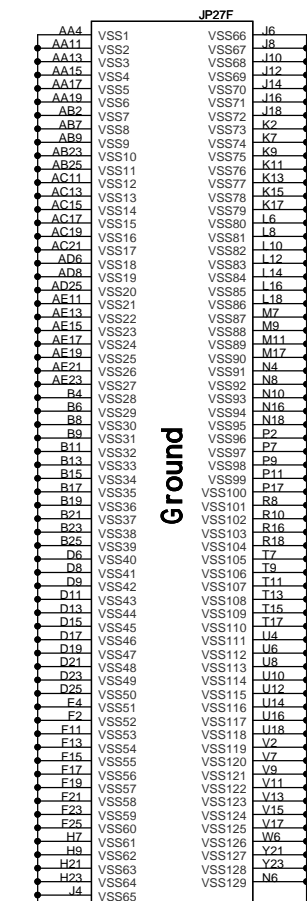 JP27F
AA4 VSS1 VSS66 J6
AA11 VSS2 VSS67 J8
AA13 VSS3 VSS68 J10
AA15 VSS4 VSS69 J12
AA17 VSS5 VSS70 J14
AA19 VSS6 VSS71 J16
AB2 VSS7 VSS72 J18
AB7 VSS8 VSS73 K2
AB9 VSS9 VSS74 K7
AB23 VSS10 VSS75 K9
AB25 VSS11 VSS76 K11
AC11 VSS12 VSS77 K13
AC13 VSS13 VSS78 K15
AC15 VSS14 VSS79 K17
AC17 VSS15 VSS80 L6
AC19 VSS16 VSS81 L8
AC21 VSS17 VSS82 L10
AD6 VSS18 VSS83 L12
AD8 VSS19 VSS84 L14
AD25 VSS20 VSS85 L16
AE11 VSS21 VSS86 L18
AE13 VSS22 VSS87 M7
AE15 VSS23 VSS88 M9
AE17 VSS24 VSS89 M11
AE19 VSS25 VSS90 M17
AE21 VSS26 VSS91 N4
AE23 VSS27 VSS92 N8
B4 VSS28 VSS93 N10
B6 VSS29 VSS94 N16
B8 VSS30 VSS95 N18
B9 VSS31 VSS96 P2
B11 VSS32 VSS97 P7
B13 VSS33 VSS98 P9
B15 VSS34 VSS99 P11
B17 VSS35 VSS100 P17
B19 VSS36 VSS101 R8
B21 VSS37 VSS102 R10
B23 VSS38 VSS103 R16
B25 VSS39 VSS104 R18
D6 VSS40 VSS105 T7
D8 VSS41 VSS106 T9
D9 VSS42 VSS107 T11
D11 VSS43 VSS108 T13
D13 VSS44 VSS109 T15
D15 VSS45 VSS110 T17
D17 VSS46 VSS111 U4
D19 VSS47 VSS112 U6
D21 VSS48 VSS113 U8
D23 VSS49 VSS114 U10
D25 VSS50 VSS115 U12
E4 VSS51 VSS116 U14
F2 VSS52 VSS117 U16
F11 VSS53 VSS118 U18
F13 VSS54 VSS119 V2
F15 VSS55 VSS120 V7
F17 VSS56 VSS121 V9
F19 VSS57 VSS122 V11
F21 VSS58 VSS123 V13
F23 VSS59 VSS124 V15
F25 VSS60 VSS125 V17
H7 VSS61 VSS126 W6
H9 VSS62 VSS127 Y21
H21 VSS63 VSS128 Y23
H23 VSS64 VSS129 N6
J4 VSS65
Ground